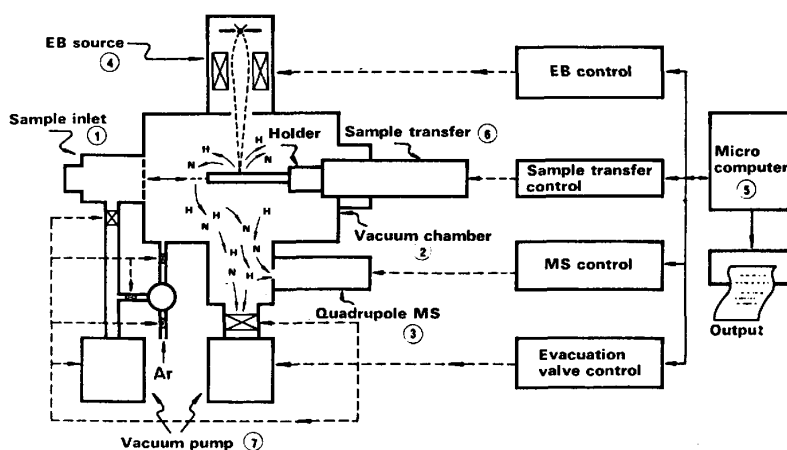 EB source
④
EB control
Sample inlet
①
H
H
N
N
Holder
Sample transfer ⑥
Sample transfer
control
Micro
computer
⑤
H
H
H
N
N
N
H
N
H
Vacuum chamber
②
MS control
Quadrupole MS
③
Output
Ar
Evacuation
valve control
Vacuum pump ⑦